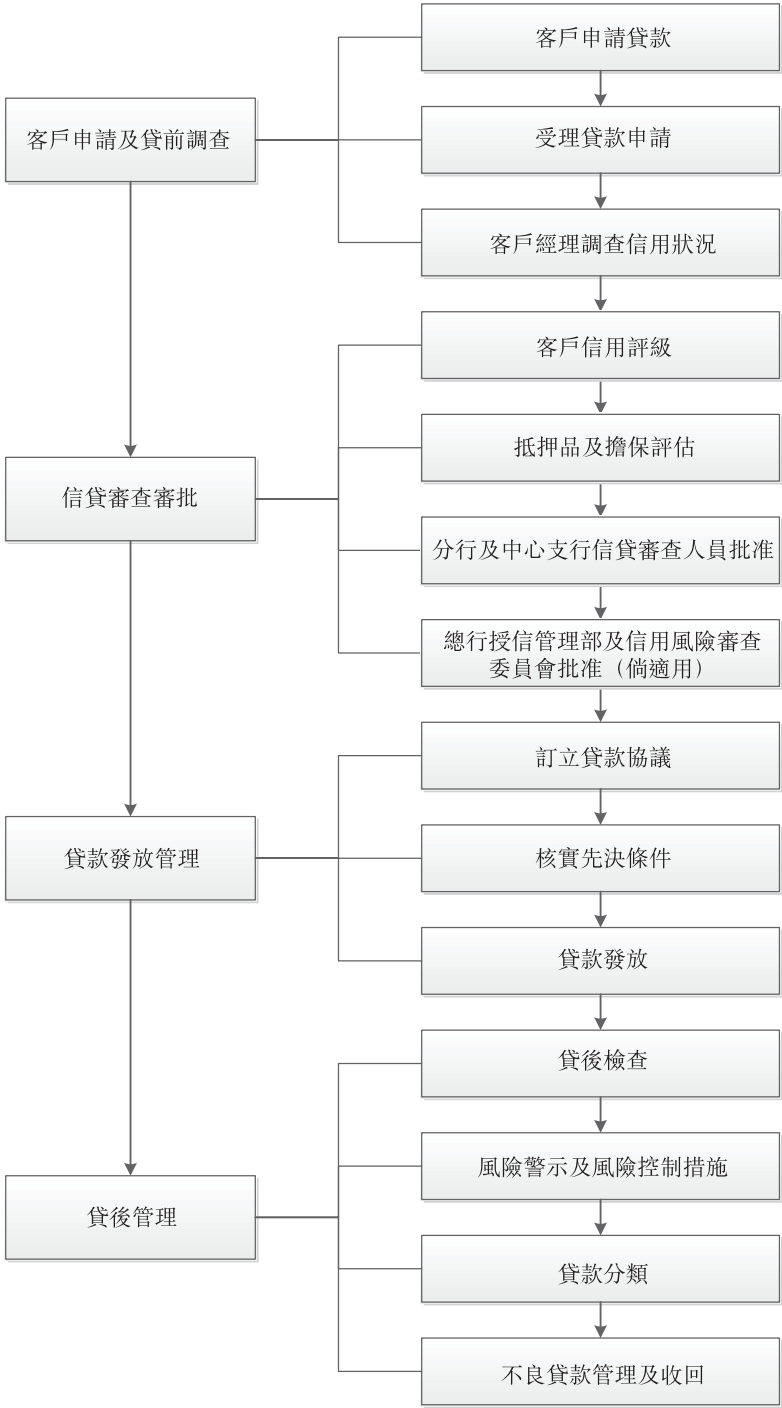 客戶申請及貸前調查
客戶申請貸款
受理貸款申請
客戶經理調查信用狀況
信貸審查審批
客戶信用評級
抵押品及擔保評估
分行及中心支行信貸審查人員批准
總行授信管理部及信用風險審查
委員會批准（倘適用）
貸款發放管理
訂立貸款協議
核實先決條件
貸款發放
貸後管理
貸後檢查
風險警示及風險控制措施
貸款分類
不良貸款管理及收回